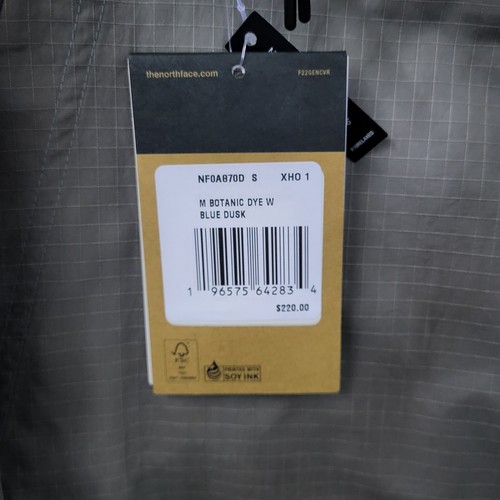 thenorthface.com F22GENCVR
NF0A870D S XHO 1
M BOTANIC DYE W
BLUE DUSK
1 96575 64283 4
$220.00
FSC
PRINTED WITH
SOY INK